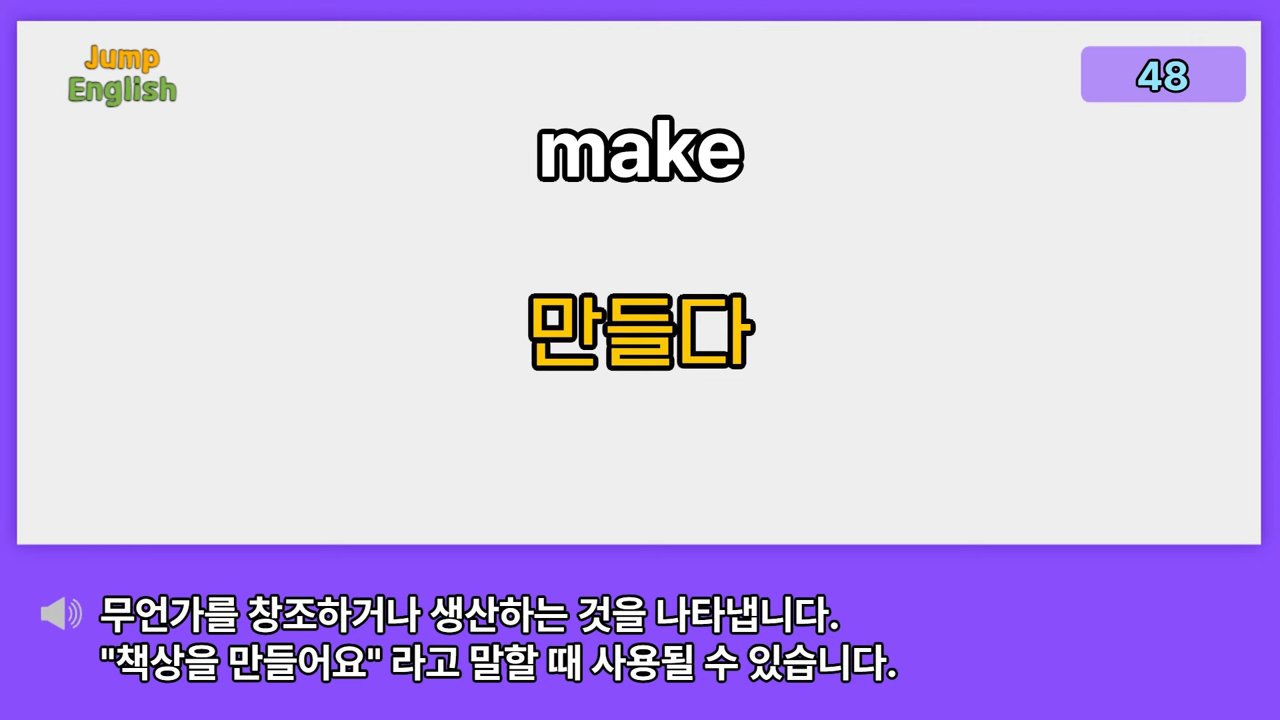 Jump
English
48
make
만들다
무언가를 창조하거나 생산하는 것을 나타냅니다.
"책상을 만들어요" 라고 말할 때 사용될 수 있습니다.